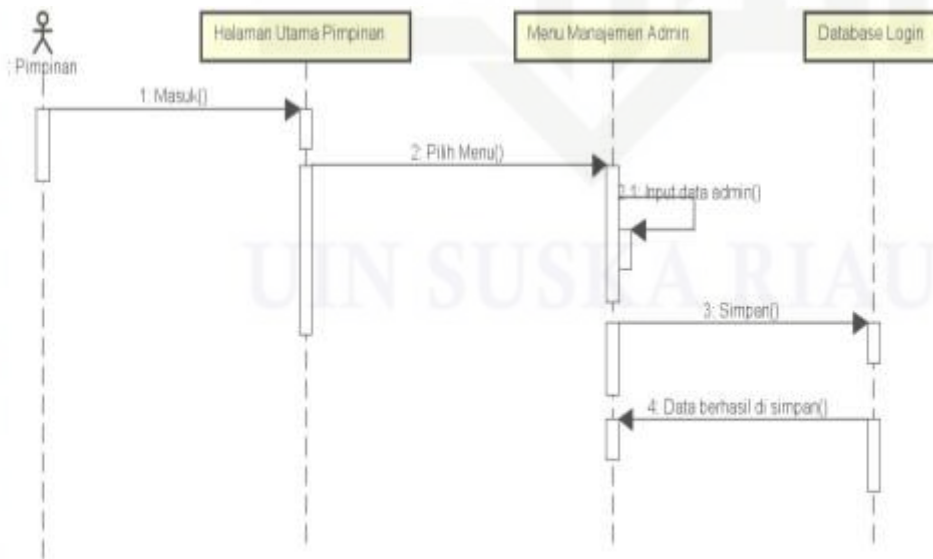 Halaman Utama Pimpinan
Menu Manajemen Admin
Database Login
: Pimpinan
1: Masuk()
2: Pilih Menu()
2.1: Input data admin()
3: Simpan()
4: Data berhasil di simpan()
UIN SUSKA RIAU